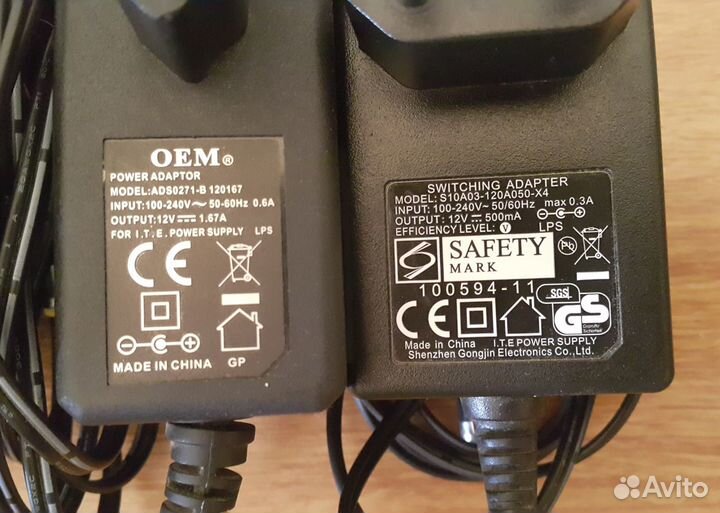 OEM®
POWER ADAPTOR
MODEL:ADS0271-B 120167
INPUT:100-240V~ 50-60Hz 0.6A
OUTPUT:12V⎓1.67A
FOR I.T.E.POWER SUPPLY LPS
CE
MADE IN CHINA
GP
SWITCHING ADAPTER
MODEL: S10A03-120A050-X4
INPUT: 100-240V~ 50/60Hz max 0.3A
OUTPUT: 12V⎓500mA
EFFICIENCY LEVEL: V
LPS
Pb
SAFETY
MARK
100594-11
SGS
CE
GS
I.T.E POWER SUPPLY
Made In China
Shenzhen Gongjin Electronics Co.,Ltd.
Avito